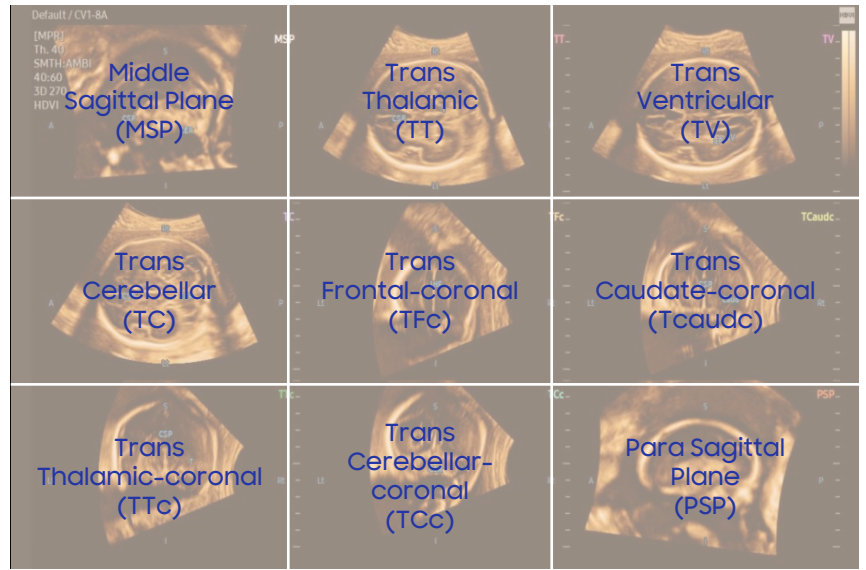 Default / CV1-8A
[MPR]
Th. 40
SMTH:AMBI
40:60
3D 270
HDVI
MSP
Middle
Sagittal Plane
(MSP)
TT
Trans
Thalamic
(TT)
TV
Trans
Ventricular
(TV)
TC
Trans
Cerebellar
(TC)
TFc
Trans
Frontal-coronal
(TFc)
TCaudc
Trans
Caudate-coronal
(Tcaudc)
TTc
CSP
Trans
Thalamic-coronal
(TTc)
TCc
Trans
Cerebellar-
coronal
(TCc)
PSP
Para Sagittal
Plane
(PSP)